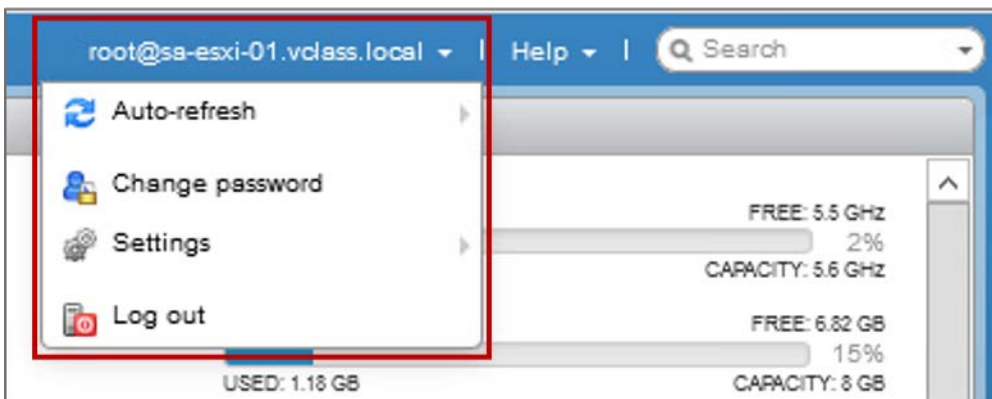 root@sa-esxi-01.vclass.local | Help | Search
Auto-refresh
Change password
FREE: 5.5 GHz
Settings
2%
CAPACITY: 5.6 GHz
Log out
FREE: 6.82 GB
15%
USED: 1.18 GB
CAPACITY: 8 GB